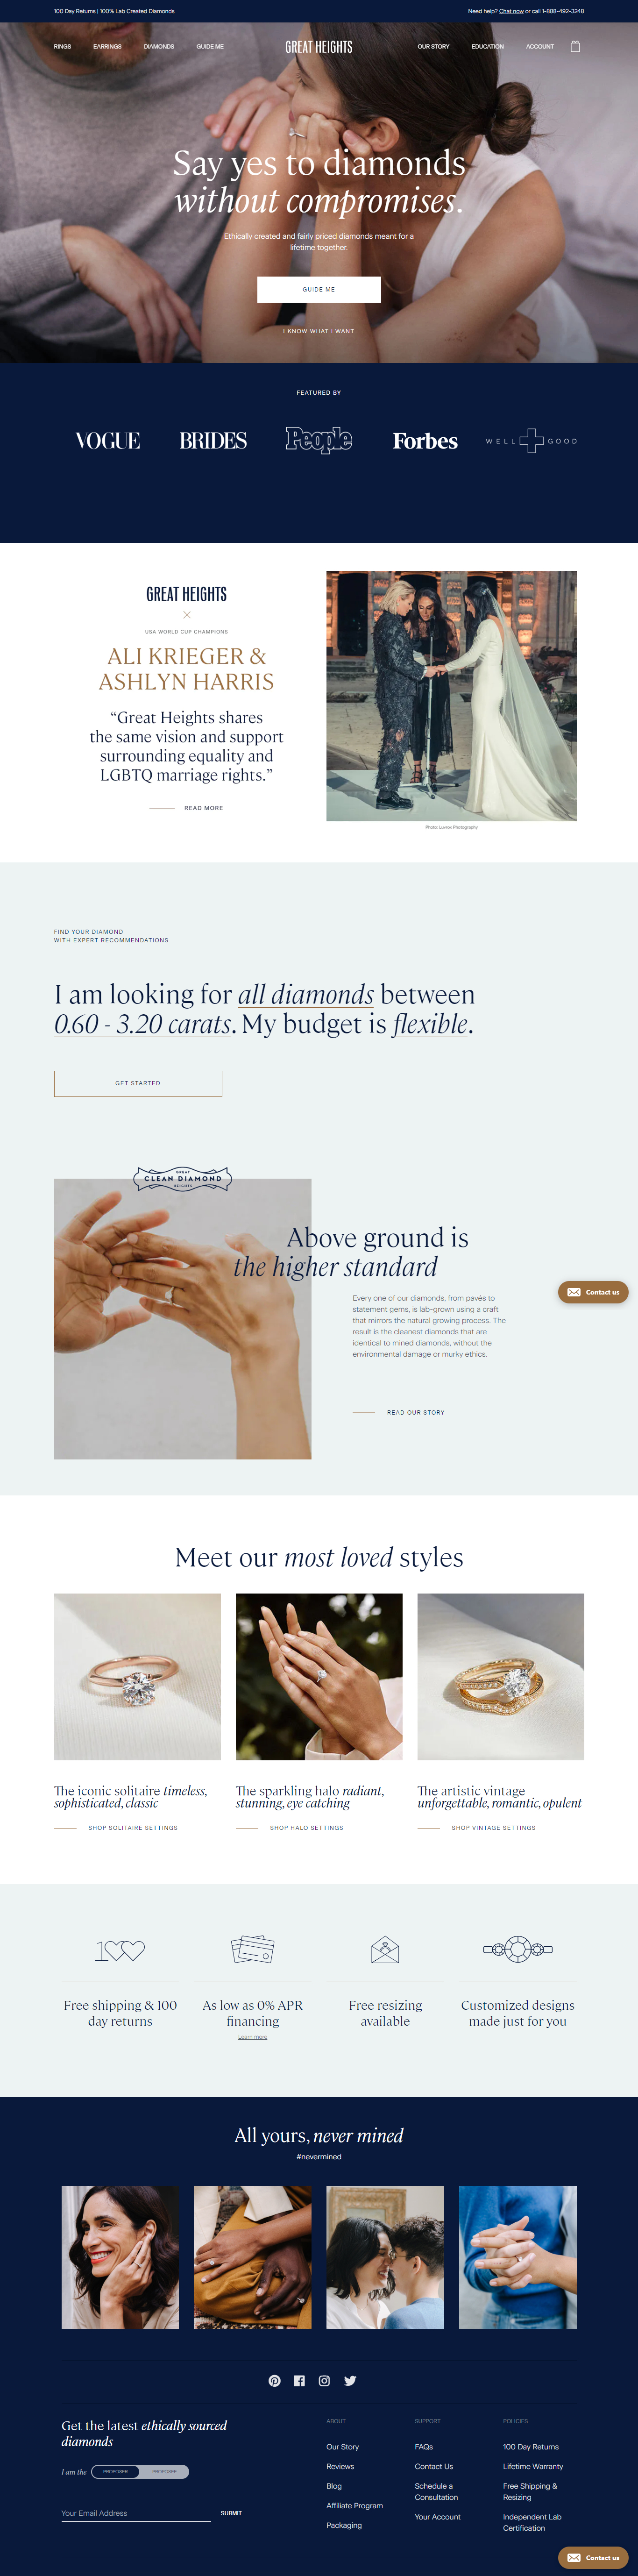 100 Day Returns | 100% Lab Created Diamonds
Need help? Chat now or call 1-888-492-3248
RINGS EARRINGS DIAMONDS GUIDE ME
GREAT HEIGHTS
OUR STORY EDUCATION ACCOUNT
Say yes to diamonds
without compromises.
Ethically created and fairly priced diamonds meant for a
lifetime together.
GUIDE ME
I KNOW WHAT I WANT
FEATURED BY
VOGUE BRIDES People Forbes WELL GOOD
GREAT HEIGHTS
USA WORLD CUP CHAMPIONS
ALI KRIEGER &
ASHLYN HARRIS
“Great Heights shares
the same vision and support
surrounding equality and
LGBTQ marriage rights.”
READ MORE
Photo: Lumos Photography
FIND YOUR DIAMOND
WITH EXPERT RECOMMENDATIONS
I am looking for all diamonds between
0.60 - 3.20 carats. My budget is flexible.
GET STARTED
GREAT
CLEAN DIAMOND
HEIGHTS
Above ground is
the higher standard
Every one of our diamonds, from pavés to
statement gems, is lab-grown using a craft
that mirrors the natural growing process. The
result is the cleanest diamonds that are
identical to mined diamonds, without the
environmental damage or murky ethics.
READ OUR STORY
Contact us
Meet our most loved styles
The iconic solitaire timeless,
sophisticated, classic
SHOP SOLITAIRE SETTINGS
The sparkling halo radiant,
stunning, eye catching
SHOP HALO SETTINGS
The artistic vintage
unforgettable, romantic, opulent
SHOP VINTAGE SETTINGS
Free shipping & 100
day returns
As low as 0% APR
financing
Learn more
Free resizing
available
Customized designs
made just for you
All yours, never mined
#nevermined
Get the latest ethically sourced
diamonds
I am the PROPOSER PROPOSEE
Your Email Address SUBMIT
ABOUT
Our Story
Reviews
Blog
Affiliate Program
Packaging
SUPPORT
FAQs
Contact Us
Schedule a
Consultation
Your Account
POLICIES
100 Day Returns
Lifetime Warranty
Free Shipping &
Resizing
Independent Lab
Certification
Contact us